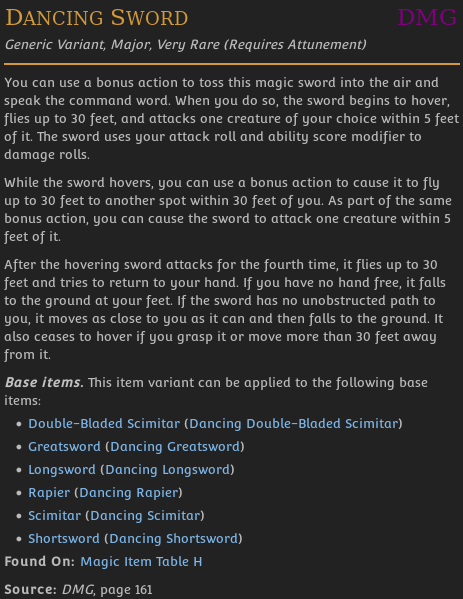 DANCING SWORD DMG
Generic Variant, Major, Very Rare (Requires Attunement)
You can use a bonus action to toss this magic sword into the air and
speak the command word. When you do so, the sword begins to hover,
flies up to 30 feet, and attacks one creature of your choice within 5 feet
of it. The sword uses your attack roll and ability score modifier to
damage rolls.
While the sword hovers, you can use a bonus action to cause it to fly
up to 30 feet to another spot within 30 feet of you. As part of the same
bonus action, you can cause the sword to attack one creature within 5
feet of it.
After the hovering sword attacks for the fourth time, it flies up to 30
feet and tries to return to your hand. If you have no hand free, it falls
to the ground at your feet. If the sword has no unobstructed path to
you, it moves as close to you as it can and then falls to the ground. It
also ceases to hover if you grasp it or move more than 30 feet away
from it.
Base items. This item variant can be applied to the following base
items:
• Double-Bladed Scimitar (Dancing Double-Bladed Scimitar)
• Greatsword (Dancing Greatsword)
• Longsword (Dancing Longsword)
• Rapier (Dancing Rapier)
• Scimitar (Dancing Scimitar)
• Shortsword (Dancing Shortsword)
Found On: Magic Item Table H
Source: DMG, page 161